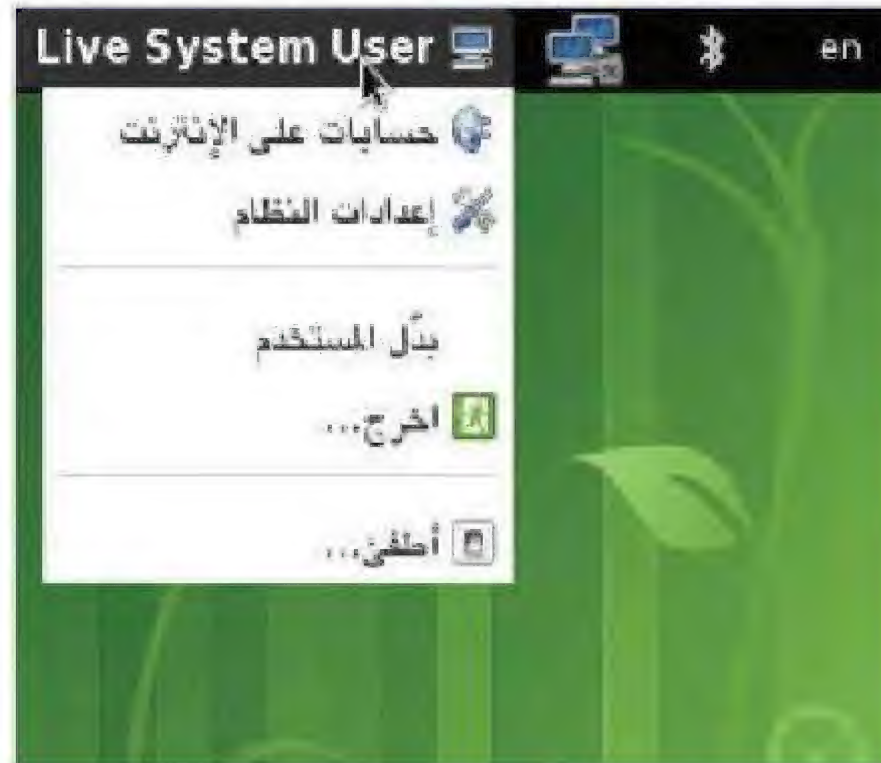 Live System User
en
حسابات على الإنترنت
إعدادات النظام
بدّل المستخدم
اخرج...
أطفئ...